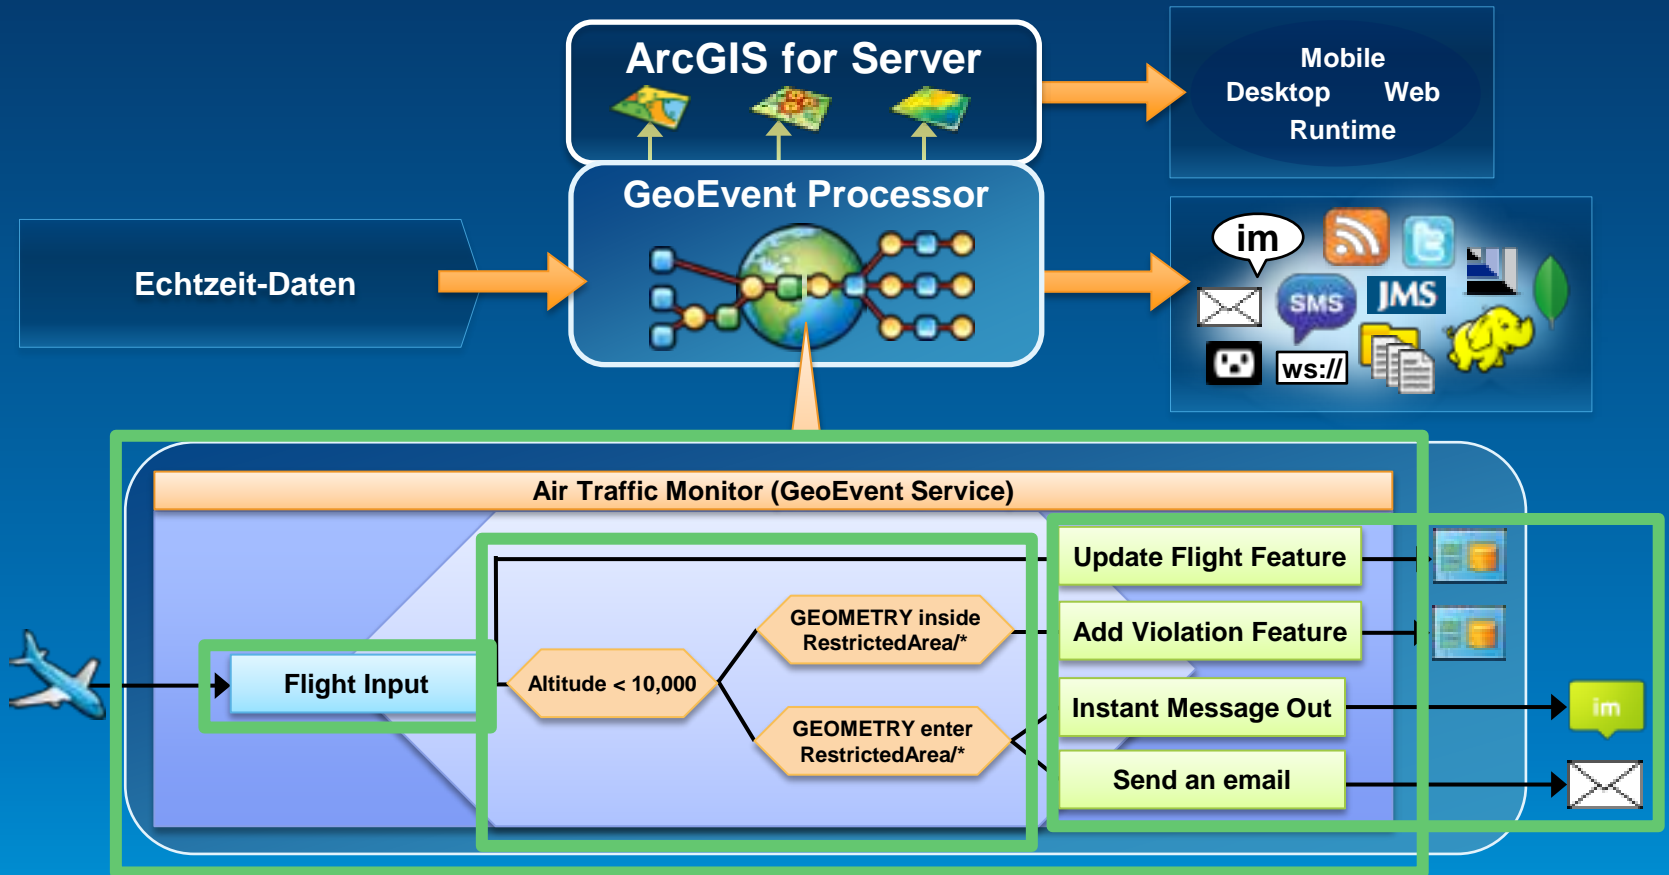 ArcGIS for Server
Mobile
Desktop Web
Runtime
GeoEvent Processor
Echtzeit-Daten
im
SMS
JMS
ws://
Air Traffic Monitor (GeoEvent Service)
Update Flight Feature
GEOMETRY inside
RestrictedArea/*
Add Violation Feature
Flight Input
Altitude < 10,000
GEOMETRY enter
RestrictedArea/*
Instant Message Out
im
Send an email